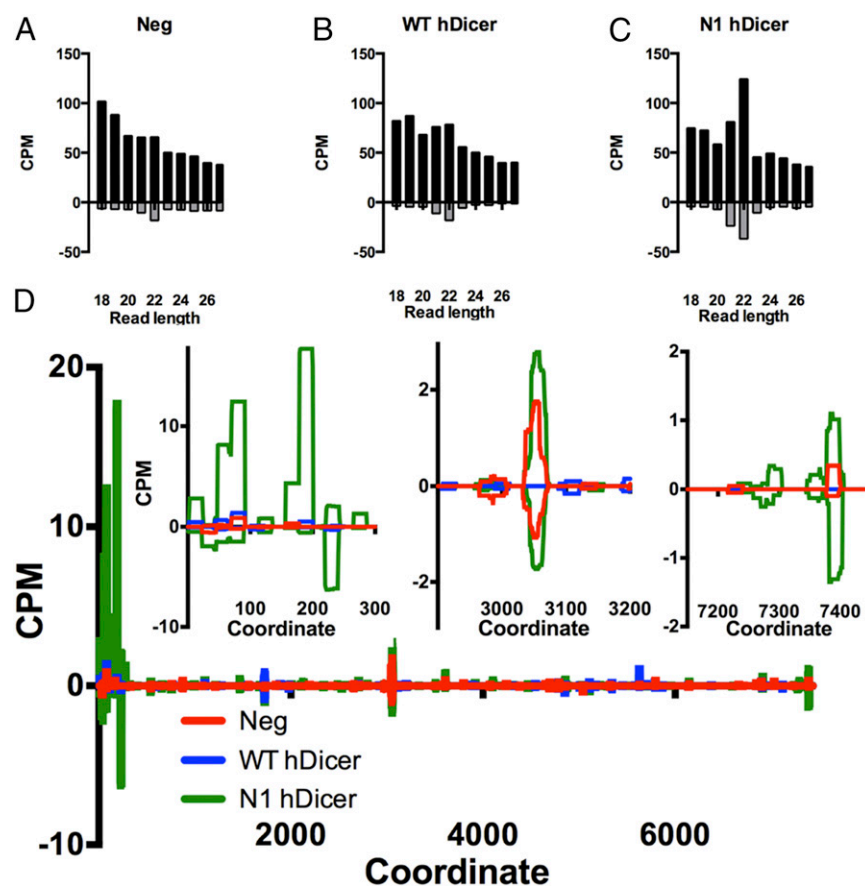 A Neg
B WT hDicer
C N1 hDicer
150
100
50
0
-50
CPM
150
100
50
0
-50
CPM
150
100
50
0
-50
CPM
18 20 22 24 26
Read length
18 20 22 24 26
Read length
18 20 22 24 26
Read length
D
20
10
0
-10
CPM
2000 4000 6000
Coordinate
10
0
-10
CPM
100 200 300
Coordinate
2
0
-2
3000 3100 3200
Coordinate
2
1
0
-1
-2
7200 7300 7400
Coordinate
Neg
WT hDicer
N1 hDicer